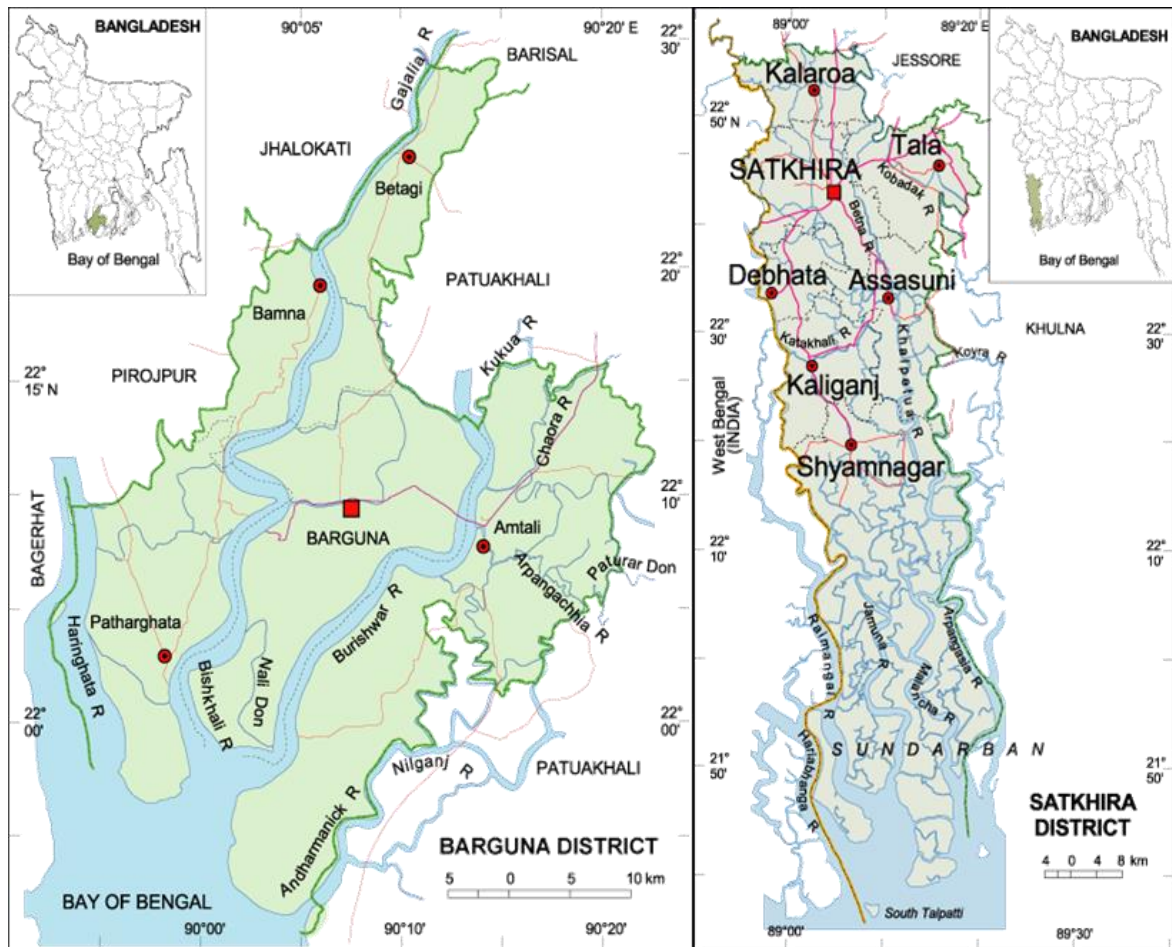 BANGLADESH
Bay of Bengal
90°05'
90°20' E
22°
30'
BARISAL
Gajalia R
JHALOKATI
Betagi
PATUAKHALI
22°
20'
Bamna
Kukua R
22°
15' N
PIROJPUR
Chaora R
22°
10'
BARGUNA
Amtali
BAGERHAT
Paturar Don
Arpangachhia R
Burishwar R
Patharghata
Haringhata R
Bishkhali R
Nali Don
22°
00'
22°
00'
Nilganj R
PATUAKHALI
Andharmanick R
BARGUNA DISTRICT
5 0 5 10 km
BAY OF BENGAL
90°00'
90°10'
90°20'
89°00'
89°20' E
BANGLADESH
Bay of Bengal
JESSORE
Kalaroa
22°
50' N
Tala
SATKHIRA
Kobadak R
Betna R
Debhata
Assasuni
22°
30'
KHULNA
22°
30'
Katakhali R
Khalpetua R
Koyra R
Kaliganj
West Bengal
(INDIA)
Shyamnagar
22°
10'
22°
10'
Raimangal R
Jamuna R
Malancha R
Arpangasia R
SUNDARBAN
21°
50'
21°
50'
Hariabhanga R
SATKHIRA
DISTRICT
4 0 4 8 km
South Talpatti
89°00'
89°30'